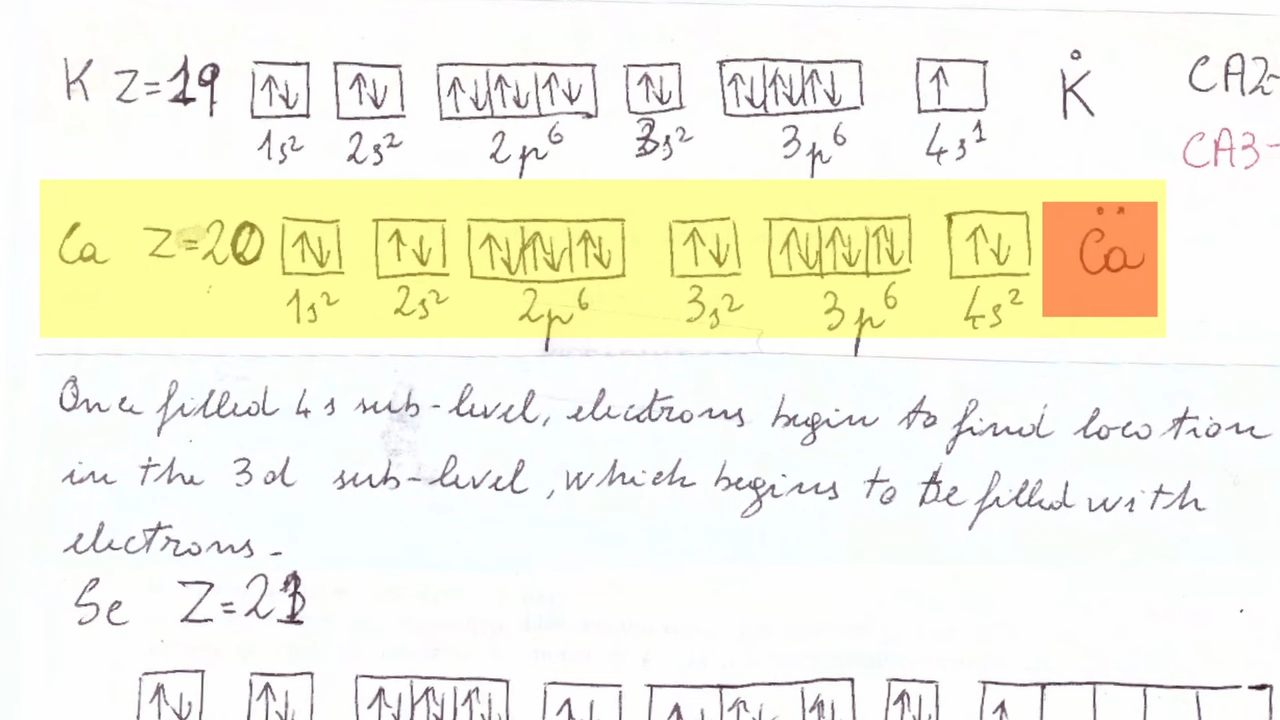 K Z=19 ↑↓ ↑↓ ↑↓ ↑↓ ↑↓ ↑↓ ↑↓ ↑↓ ↑↓ ↑ K̇ CA2-
1s² 2s² 2p⁶ 3s² 3p⁶ 4s¹ CA3-
Ca Z=20 ↑↓ ↑↓ ↑↓ ↑↓ ↑↓ ↑↓ ↑↓ ↑↓ ↑↓ ↑↓ C̈a
1s² 2s² 2p⁶ 3s² 3p⁶ 4s²
Once filled 4s sub-level, electrons begin to find location
in the 3d sub-level, which begins to be filled with
electrons.
Sc Z=21
↑↓ ↑↓ ↑↓ ↑↓ ↑↓ ↑↓ ↑↓ ↑↓ ↑↓ ↑